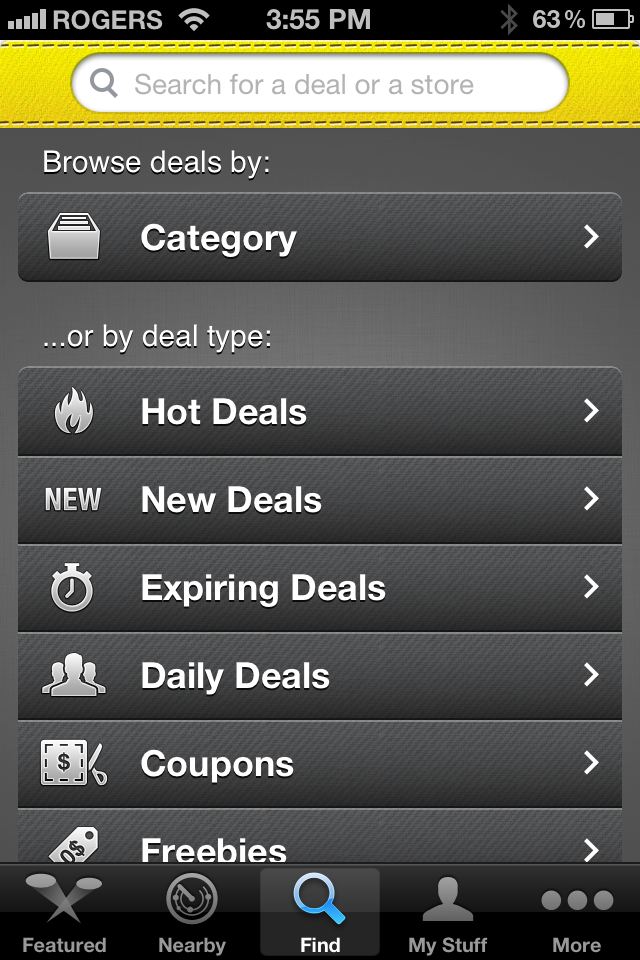 ROGERS 3:55 PM 63%
Search for a deal or a store
Browse deals by:
Category
...or by deal type:
Hot Deals
NEW New Deals
Expiring Deals
Daily Deals
$ Coupons
0$ Freebies
Featured Nearby Find My Stuff More